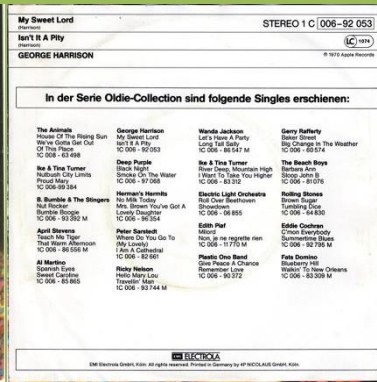 My Sweet Lord
(Harrison)
Isn't It A Pity
(Harrison)
GEORGE HARRISON
STEREO 1 C 006-92 053
LC 1074
℗ 1970 Apple Records
In der Serie Oldie-Collection sind folgende Singles erschienen:
The Animals
House Of The Rising Sun
We've Gotta Get Out
Of This Place
1C 008 - 63 498
Ike & Tina Turner
Nutbush City Limits
Proud Mary
1C 006-99 384
B. Bumble & The Stingers
Nut Rocker
Bumble Boogie
1C 006 - 93 392 M
April Stevens
Teach Me Tiger
That Warm Afternoon
1C 006 - 86 556 M
Al Martino
Spanish Eyes
Sweet Caroline
1C 006 - 85 865
George Harrison
My Sweet Lord
Isn't It A Pity
1C 006 - 92 053
Deep Purple
Black Night
Smoke On The Water
1C 006 - 97 068
Herman's Hermits
No Milk Today
Mrs. Brown You've Got A
Lovely Daughter
1C 006 - 96 354
Peter Sarstedt
Where Do You Go To
(My Lovely)
I Am A Cathedral
1C 006 - 82 661
Ricky Nelson
Hello Mary Lou
Travellin' Man
1C 006 - 93 744 M
Wanda Jackson
Let's Have A Party
Long Tall Sally
1C 006 - 86 547 M
Ike & Tina Turner
River Deep, Mountain High
I Want To Take You Higher
1C 006 - 83 312
Electric Light Orchestra
Roll Over Beethoven
Showdown
1C 006 - 06 855
Edith Piaf
Milord
Non, je ne regrette rien
1C 006 - 11 770 M
Plastic Ono Band
Give Peace A Chance
Remember Love
1C 006 - 90 372
Gerry Rafferty
Baker Street
Big Change In The Weather
1C 006 - 60 574
The Beach Boys
Barbara Ann
Sloop John B
1C 006 - 81 076
Rolling Stones
Brown Sugar
Tumbling Dice
1C 006 - 64 830
Eddie Cochran
C'mon Everybody
Summertime Blues
1C 006 - 92 795 M
Fats Domino
Blueberry Hill
Walkin' To New Orleans
1C 006 - 83 309 M
EMI ELECTROLA
EMI Electrola GmbH, Köln. All rights reserved. Printed in Germany by 4P NICOLAUS GmbH, Köln.